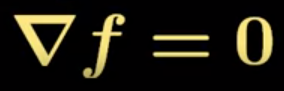 ∇f = 0